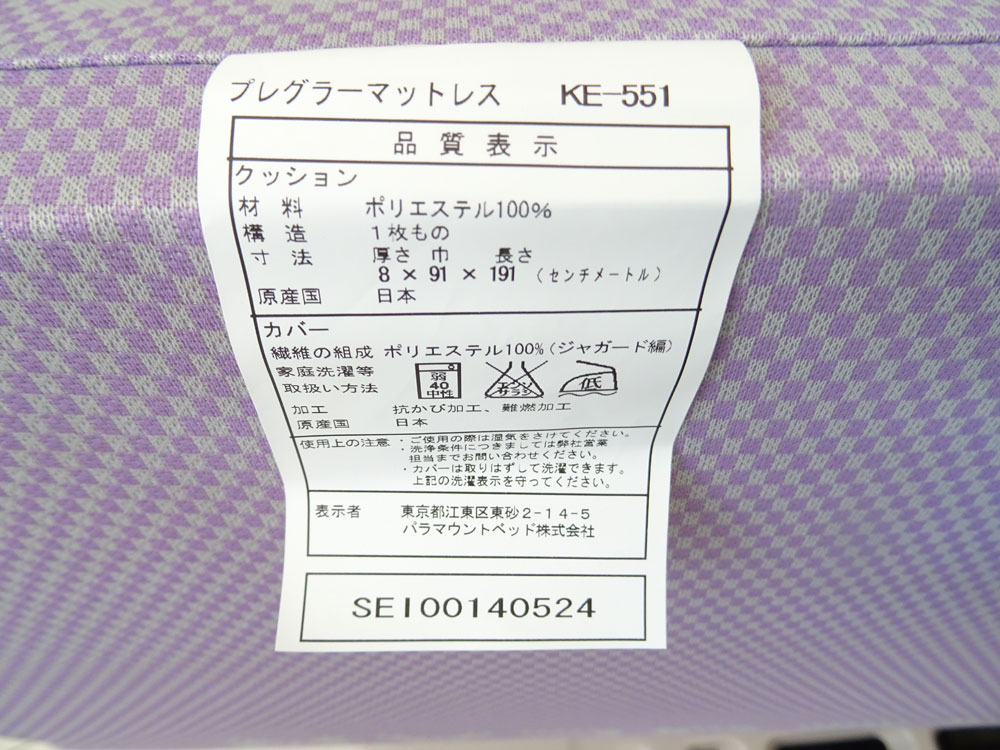 プレグラーマットレス KE-551
品質表示
クッション
材料 ポリエステル100%
構造 1枚もの
寸法 厚さ 巾 長さ
8 × 91 × 191 (センチメートル)
原産国 日本
カバー
繊維の組成 ポリエステル100%(ジャガード編)
家庭洗濯等
取扱い方法
弱
40
中性
エンソ
サラシ
低
加工 抗かび加工、難燃加工
原産国 日本
使用上の注意 ・ご使用の際は湿気をさけてください。
・洗浄条件につきましては弊社営業
担当までお問い合わせください。
・カバーは取りはずして洗濯できます。
上記の洗濯表示を守ってください。
表示者 東京都江東区東砂2-14-5
パラマウントベッド株式会社
SEI00140524